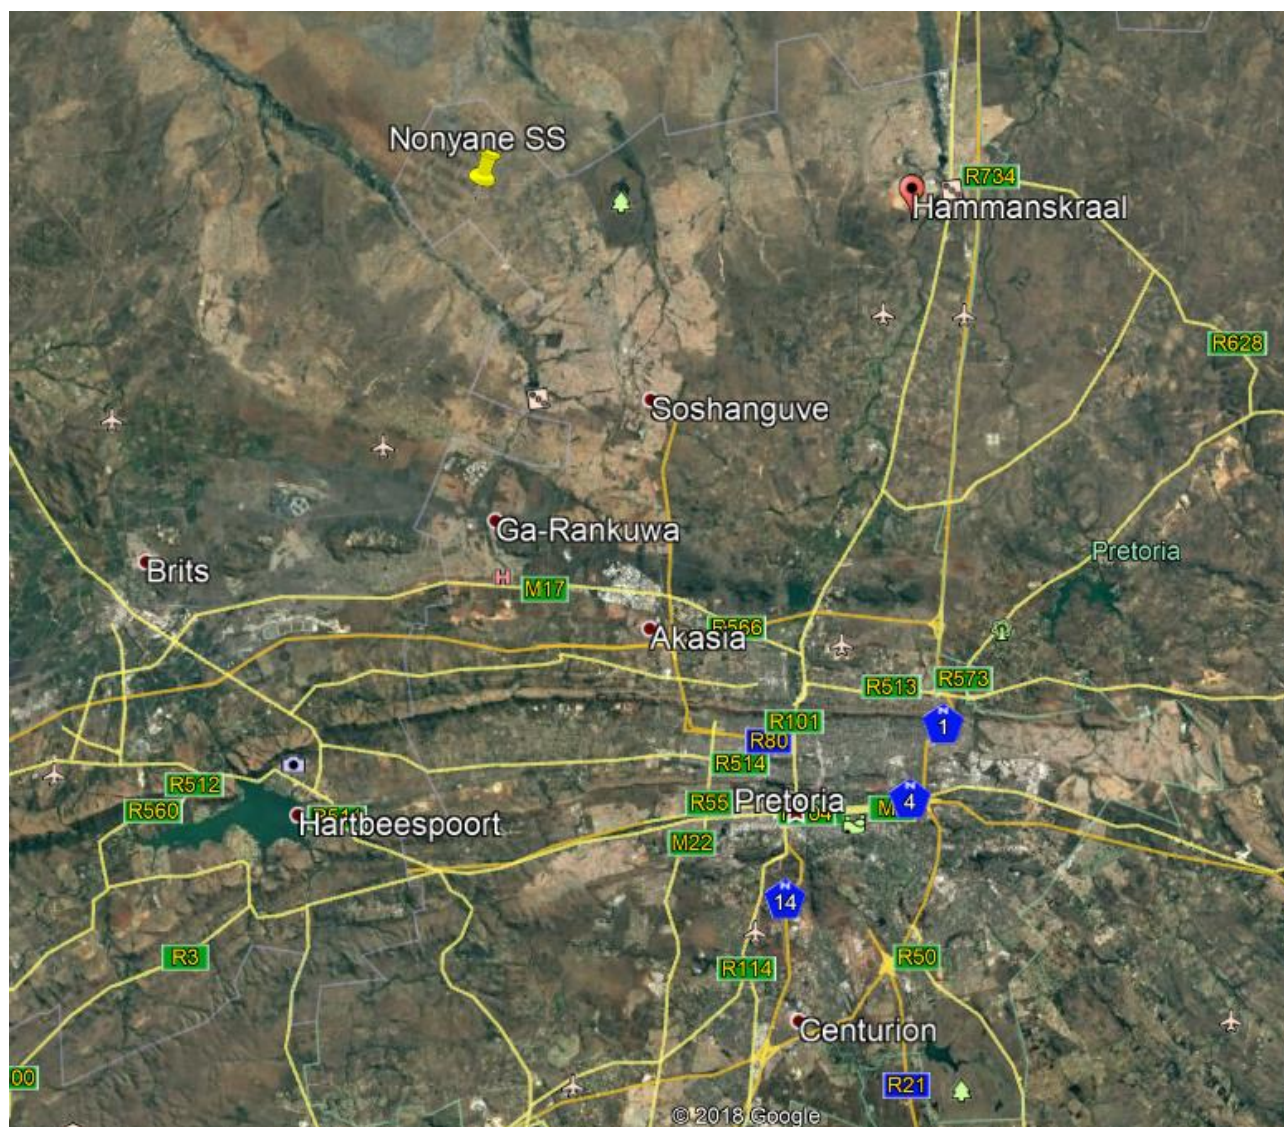 Nonyane SS
R734
Hammanskraal
R628
Soshanguve
Ga-Rankuwa
Pretoria
Brits
M17
R566
Akasia
R513
R573
R101
N
1
R80
R514
R512
N
4
R55
Pretoria
R560
Hartbeespoort
M22
N
14
R3
R50
R114
Centurion
00
R21
© 2018 Google